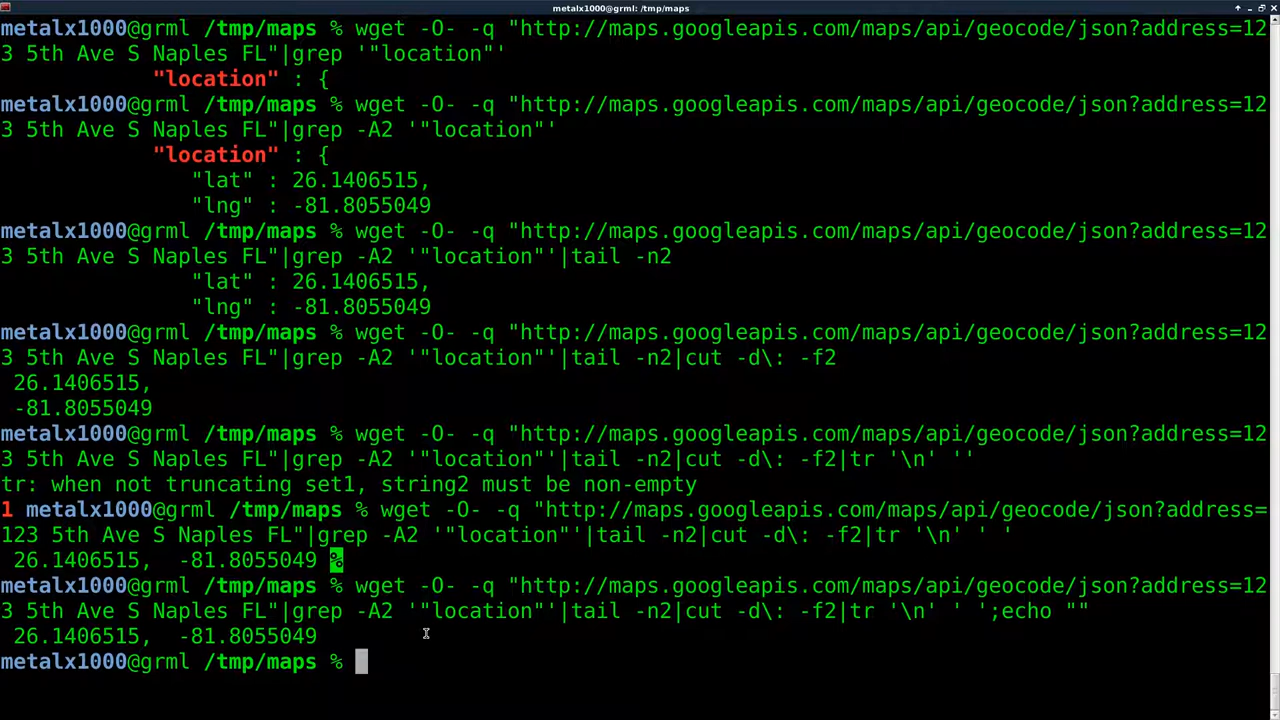 metalx1000@grml: /tmp/maps
metalx1000@grml /tmp/maps % wget -O- -q "http://maps.googleapis.com/maps/api/geocode/json?address=12
3 5th Ave S Naples FL"|grep '"location"'
"location" : {
metalx1000@grml /tmp/maps % wget -O- -q "http://maps.googleapis.com/maps/api/geocode/json?address=12
3 5th Ave S Naples FL"|grep -A2 '"location"'
"location" : {
"lat" : 26.1406515,
"lng" : -81.8055049
metalx1000@grml /tmp/maps % wget -O- -q "http://maps.googleapis.com/maps/api/geocode/json?address=12
3 5th Ave S Naples FL"|grep -A2 '"location"'|tail -n2
"lat" : 26.1406515,
"lng" : -81.8055049
metalx1000@grml /tmp/maps % wget -O- -q "http://maps.googleapis.com/maps/api/geocode/json?address=12
3 5th Ave S Naples FL"|grep -A2 '"location"'|tail -n2|cut -d\: -f2
26.1406515,
-81.8055049
metalx1000@grml /tmp/maps % wget -O- -q "http://maps.googleapis.com/maps/api/geocode/json?address=12
3 5th Ave S Naples FL"|grep -A2 '"location"'|tail -n2|cut -d\: -f2|tr '\n' ''
tr: when not truncating set1, string2 must be non-empty
1 metalx1000@grml /tmp/maps % wget -O- -q "http://maps.googleapis.com/maps/api/geocode/json?address=
123 5th Ave S Naples FL"|grep -A2 '"location"'|tail -n2|cut -d\: -f2|tr '\n' ' '
26.1406515,  -81.8055049 %
metalx1000@grml /tmp/maps % wget -O- -q "http://maps.googleapis.com/maps/api/geocode/json?address=12
3 5th Ave S Naples FL"|grep -A2 '"location"'|tail -n2|cut -d\: -f2|tr '\n' ' ';echo ""
26.1406515,  -81.8055049
metalx1000@grml /tmp/maps %